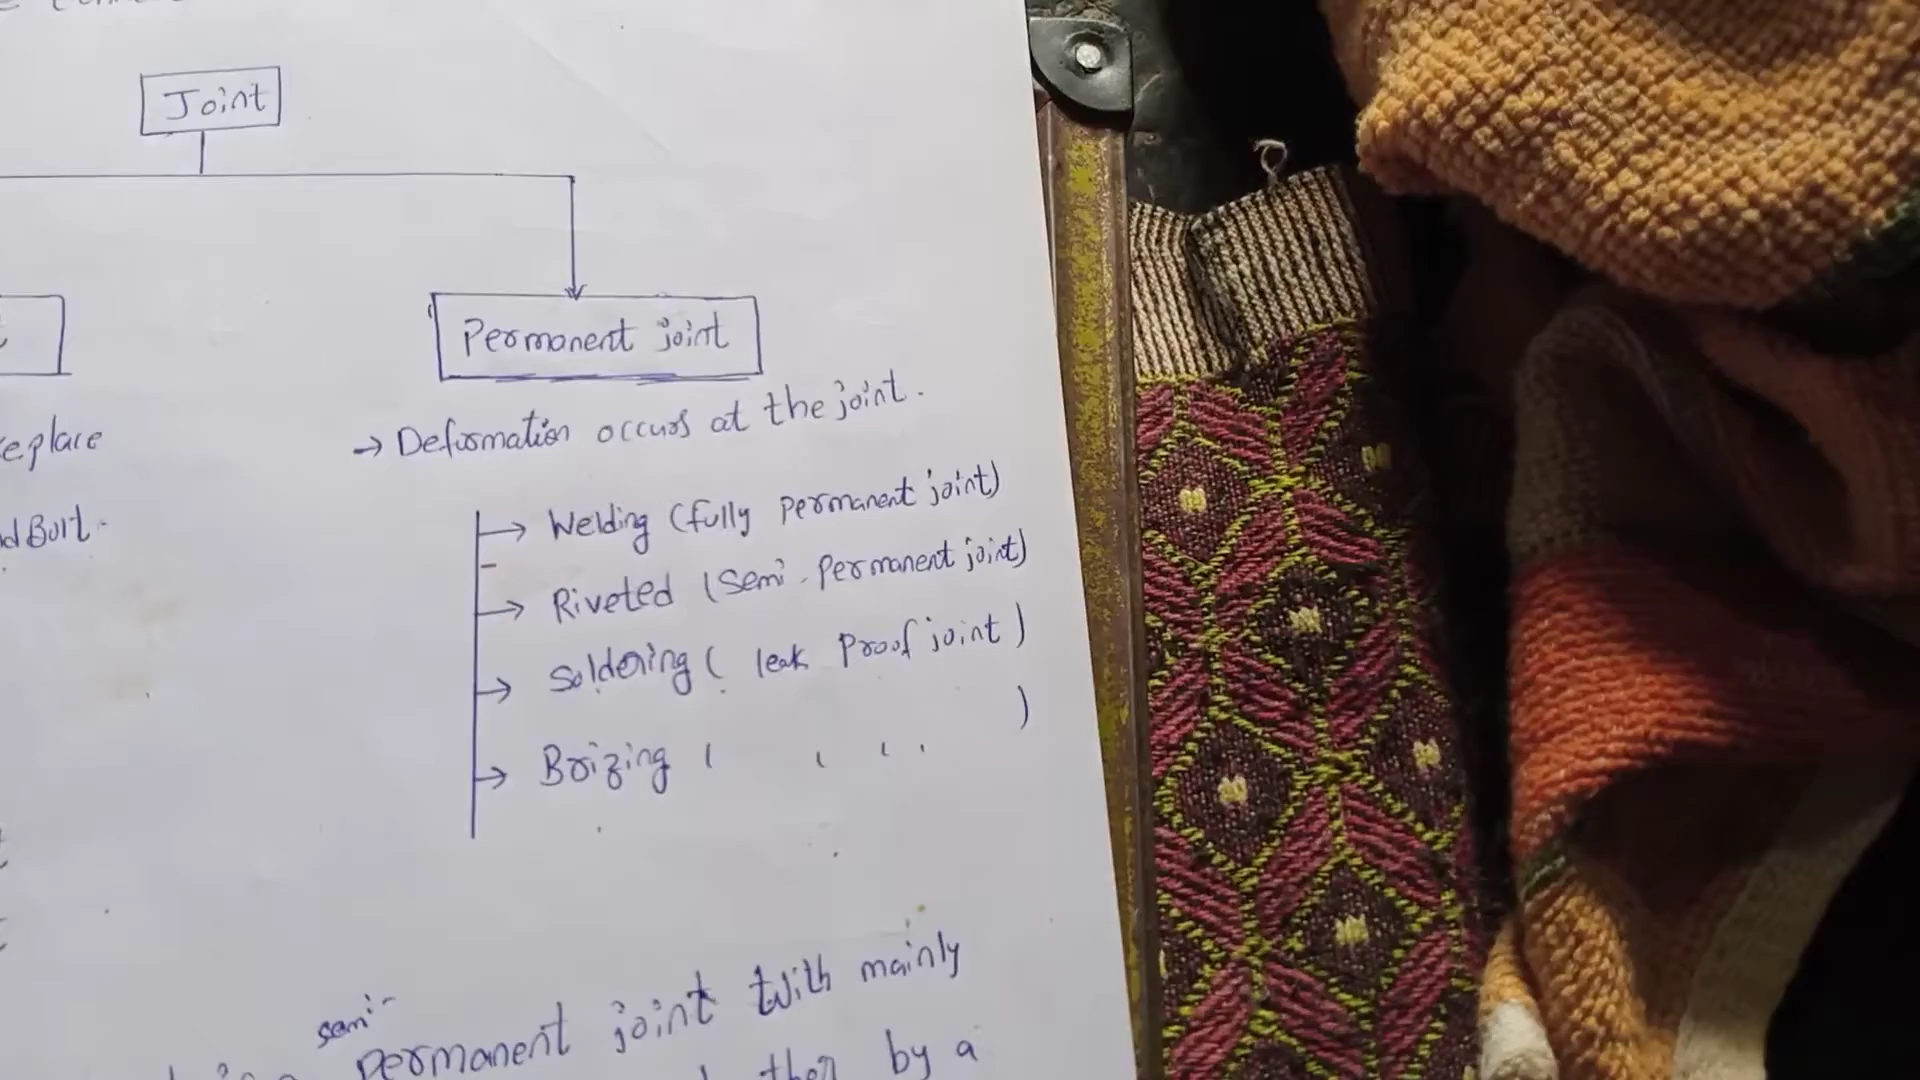 Joint
Permanent joint
eplace
→ Deformation occurs at the joint.
d Bort.
→ Welding (fully permanent joint)
→ Riveted (semi-permanent joint)
→ Soldering ( leak proof joint )
→ Brizing ( )
semi-
permanent joint with mainly
by a